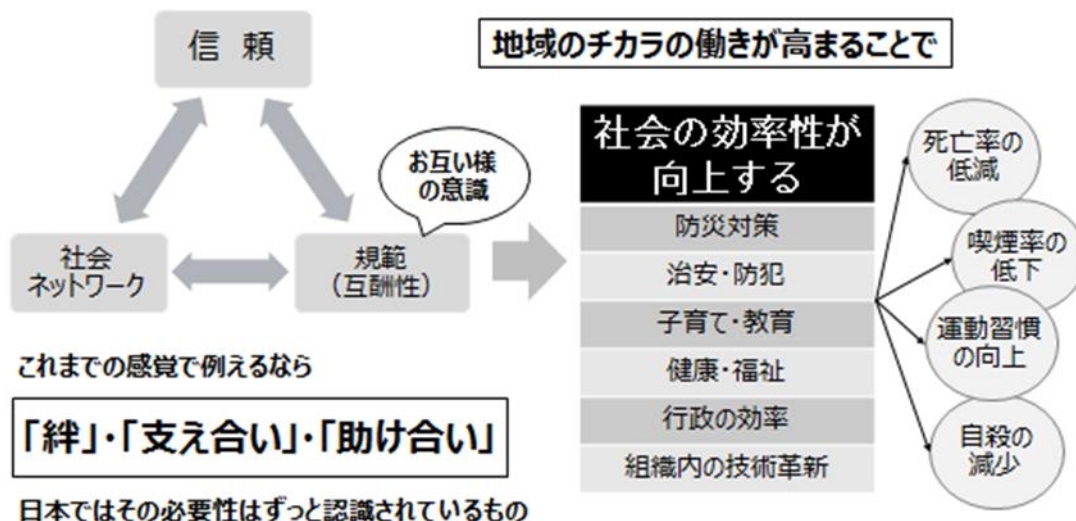 信 頼
地域のチカラの働きが高まることで
お互い様
の意識
社会
ネットワーク
規範
（互酬性）
社会の効率性が
向上する
防災対策
治安・防犯
子育て・教育
健康・福祉
行政の効率
組織内の技術革新
死亡率の
低減
喫煙率の
低下
運動習慣
の向上
自殺の
減少
これまでの感覚で例えるなら
「絆」・「支え合い」・「助け合い」
日本ではその必要性はずっと認識されているもの